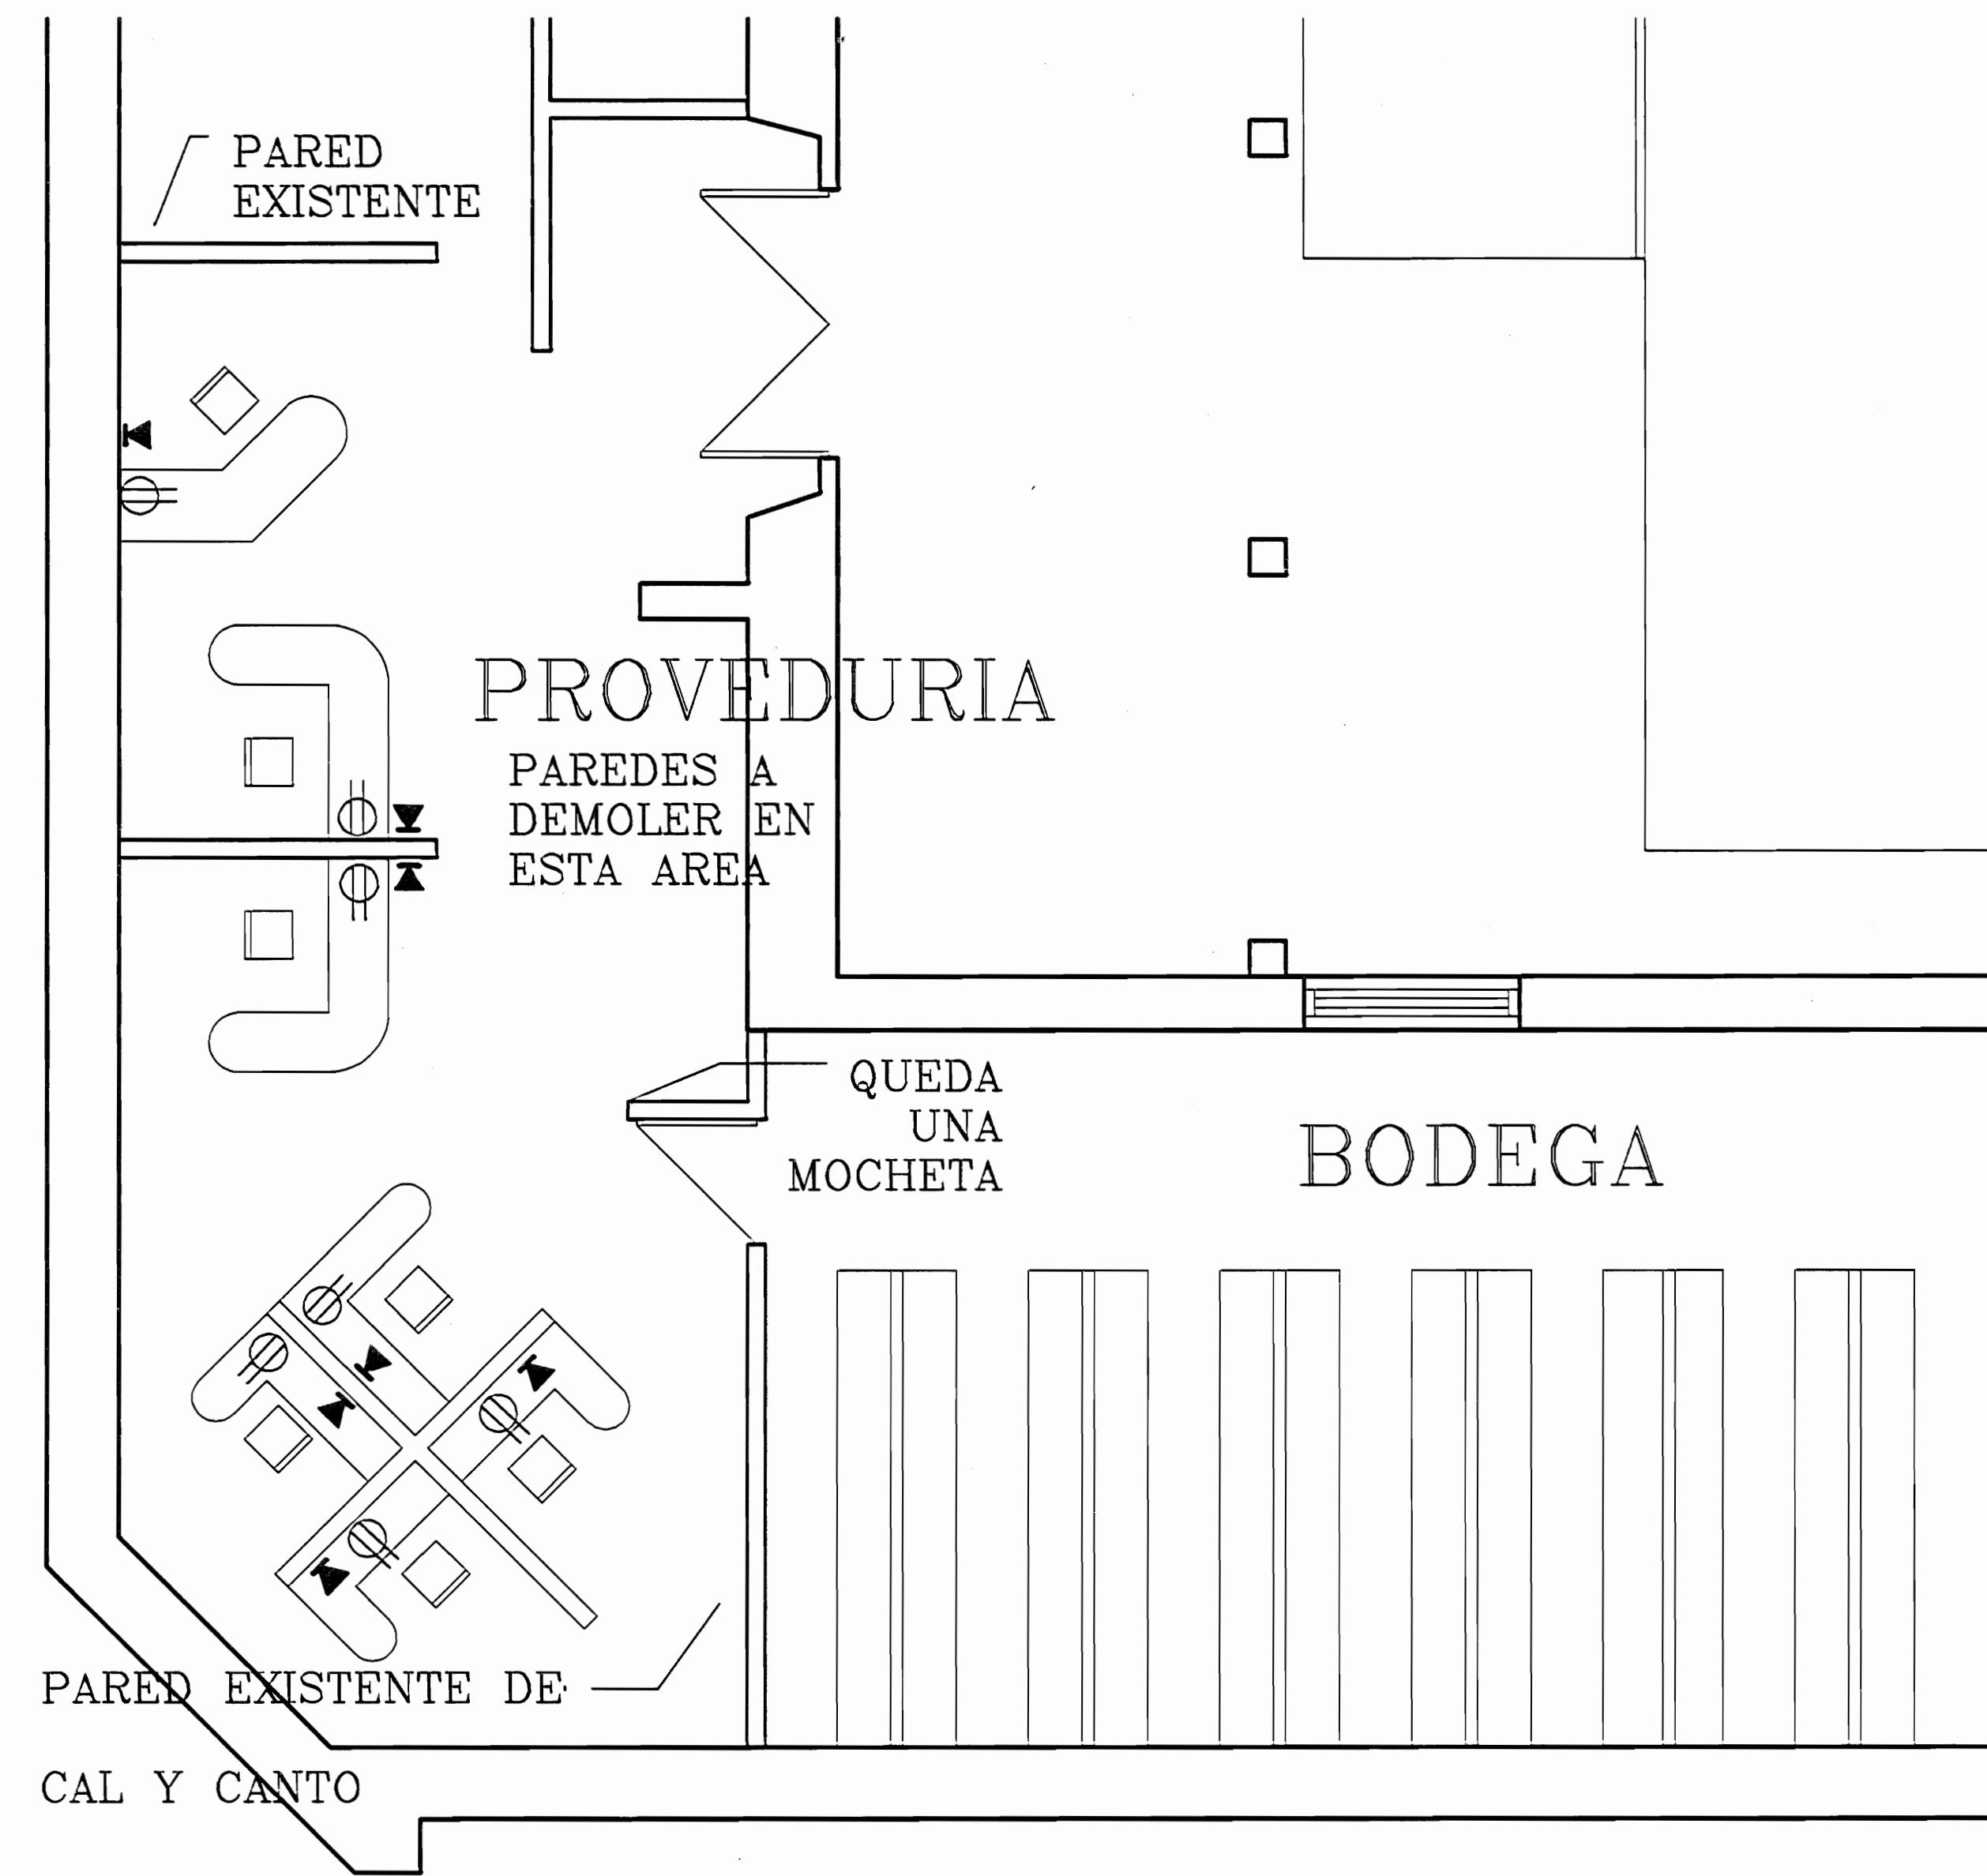 PARED
EXISTENTE
PROVEDURIA
PAREDES A
DEMOLER EN
ESTA AREA
QUEDA
UNA
MOCHETA
BODEGA
PARED EXISTENTE DE
CAL Y CANTO